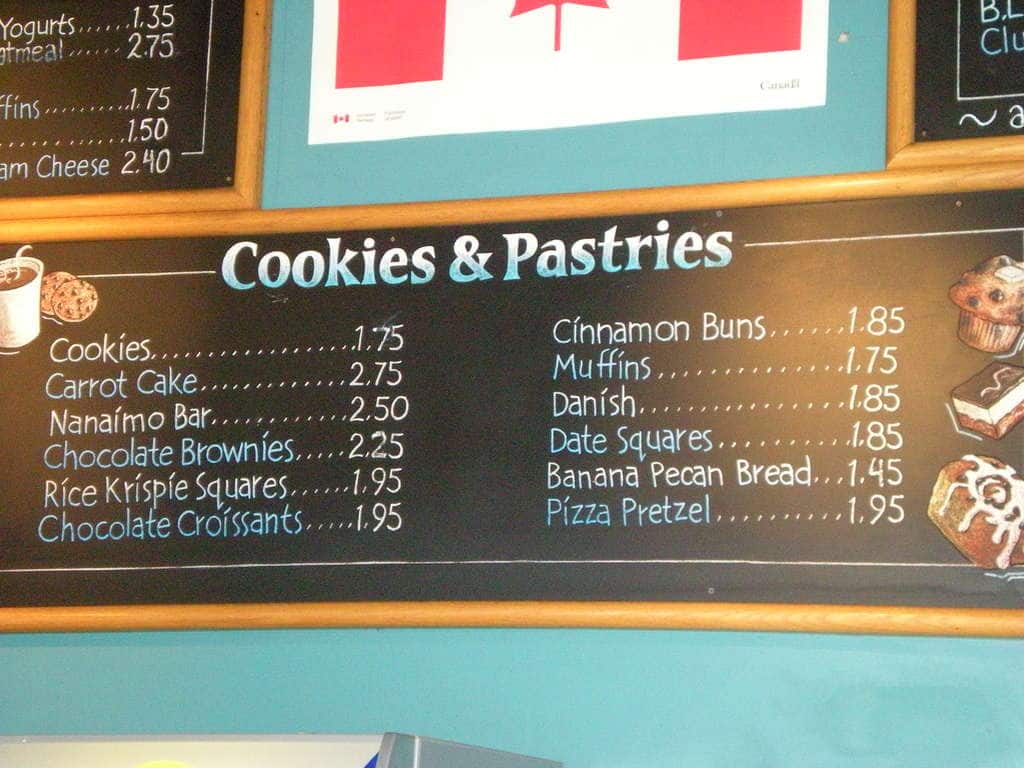 Yogurts......1.35
2.75
1.75
1.50
Cheese 2.40
Canada
B.L
~ a
Cookies & Pastries
Cookies.................1.75
Carrot Cake.............2.75
Nanaimo Bar............2.50
Chocolate Brownies.....2.25
Rice Krispie Squares......1.95
Chocolate Croissants.....1.95
Cinnamon Buns......1.85
Muffins.............1.75
Danish..............1.85
Date Squares..........1.85
Banana Pecan Bread...1.45
Pizza Pretzel..........1.95